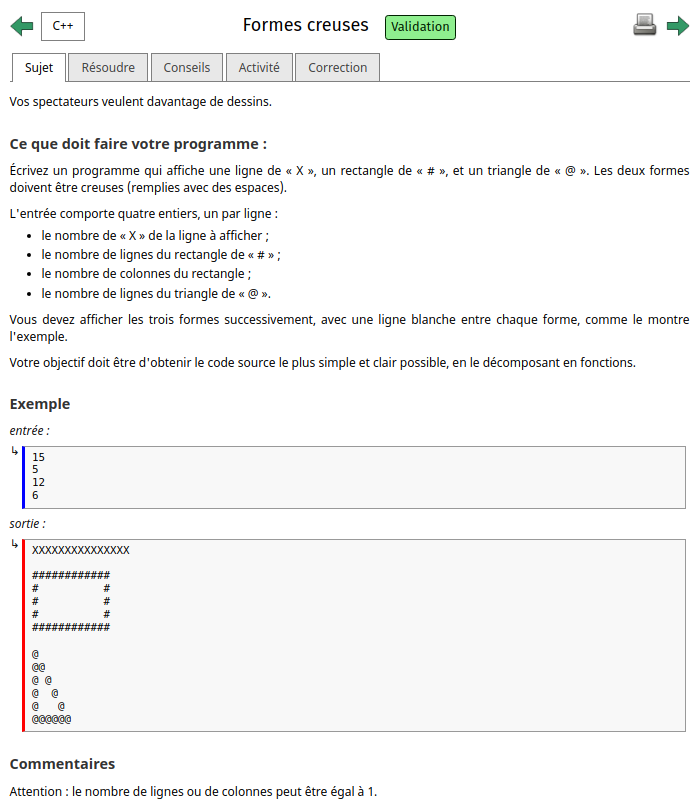 C++ Formes creuses Validation
Sujet Résoudre Conseils Activité Correction
Vos spectateurs veulent davantage de dessins.
Ce que doit faire votre programme :
Écrivez un programme qui affiche une ligne de « X », un rectangle de « # », et un triangle de « @ ». Les deux formes
doivent être creuses (remplies avec des espaces).
L'entrée comporte quatre entiers, un par ligne :
• le nombre de « X » de la ligne à afficher ;
• le nombre de lignes du rectangle de « # » ;
• le nombre de colonnes du rectangle ;
• le nombre de lignes du triangle de « @ ».
Vous devez afficher les trois formes successivement, avec une ligne blanche entre chaque forme, comme le montre
l'exemple.
Votre objectif doit être d'obtenir le code source le plus simple et clair possible, en le décomposant en fonctions.
Exemple
entrée :
15
5
12
6
sortie :
XXXXXXXXXXXXXXX

############
#          #
#          #
#          #
############

@
@@
@ @
@  @
@   @
@@@@@@
Commentaires
Attention : le nombre de lignes ou de colonnes peut être égal à 1.